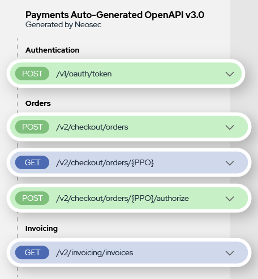 Payments Auto-Generated OpenAPI v3.0
Generated by Neosec
Authentication
POST /v1/oauth/token
Orders
POST /v2/checkout/orders
GET /v2/checkout/orders/{PPO}
POST /v2/checkout/orders/{PPO}/authorize
Invoicing
GET /v2/invoicing/invoices